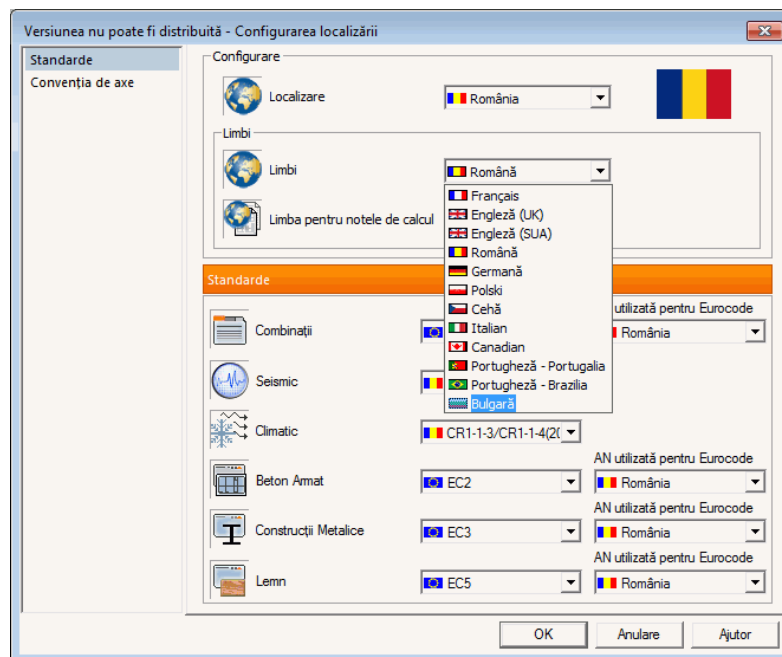 Versiunea nu poate fi distribuită - Configurarea localizării
Standarde
Convenția de axe
Configurare
Localizare
România
Limbi
Limbi
Română
Limba pentru notele de calcul
Français
Engleză (UK)
Engleză (SUA)
Română
Germană
Polski
Cehă
Italian
Canadian
Portugheză - Portugalia
Portugheză - Brazilia
Bulgară
Standarde
utilizată pentru Eurocode
Combinații
România
Seismic
Climatic
CR1-1-3/CR1-1-4(20
AN utilizată pentru Eurocode
Beton Armat
EC2
România
AN utilizată pentru Eurocode
Construcții Metalice
EC3
România
AN utilizată pentru Eurocode
Lemn
EC5
România
OK
Anulare
Ajutor